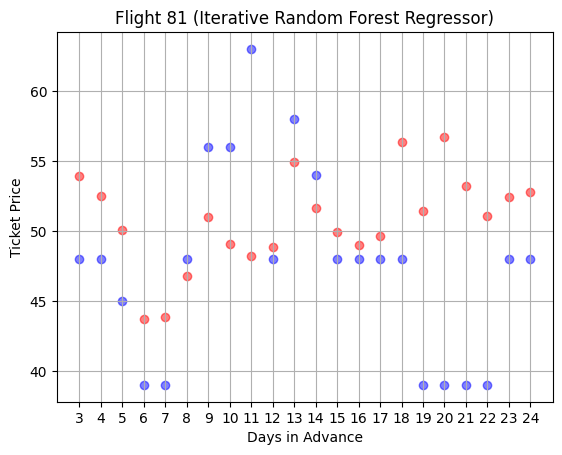 Flight 81 (Iterative Random Forest Regressor)
Ticket Price
60
55
50
45
40
3 4 5 6 7 8 9 10 11 12 13 14 15 16 17 18 19 20 21 22 23 24
Days in Advance